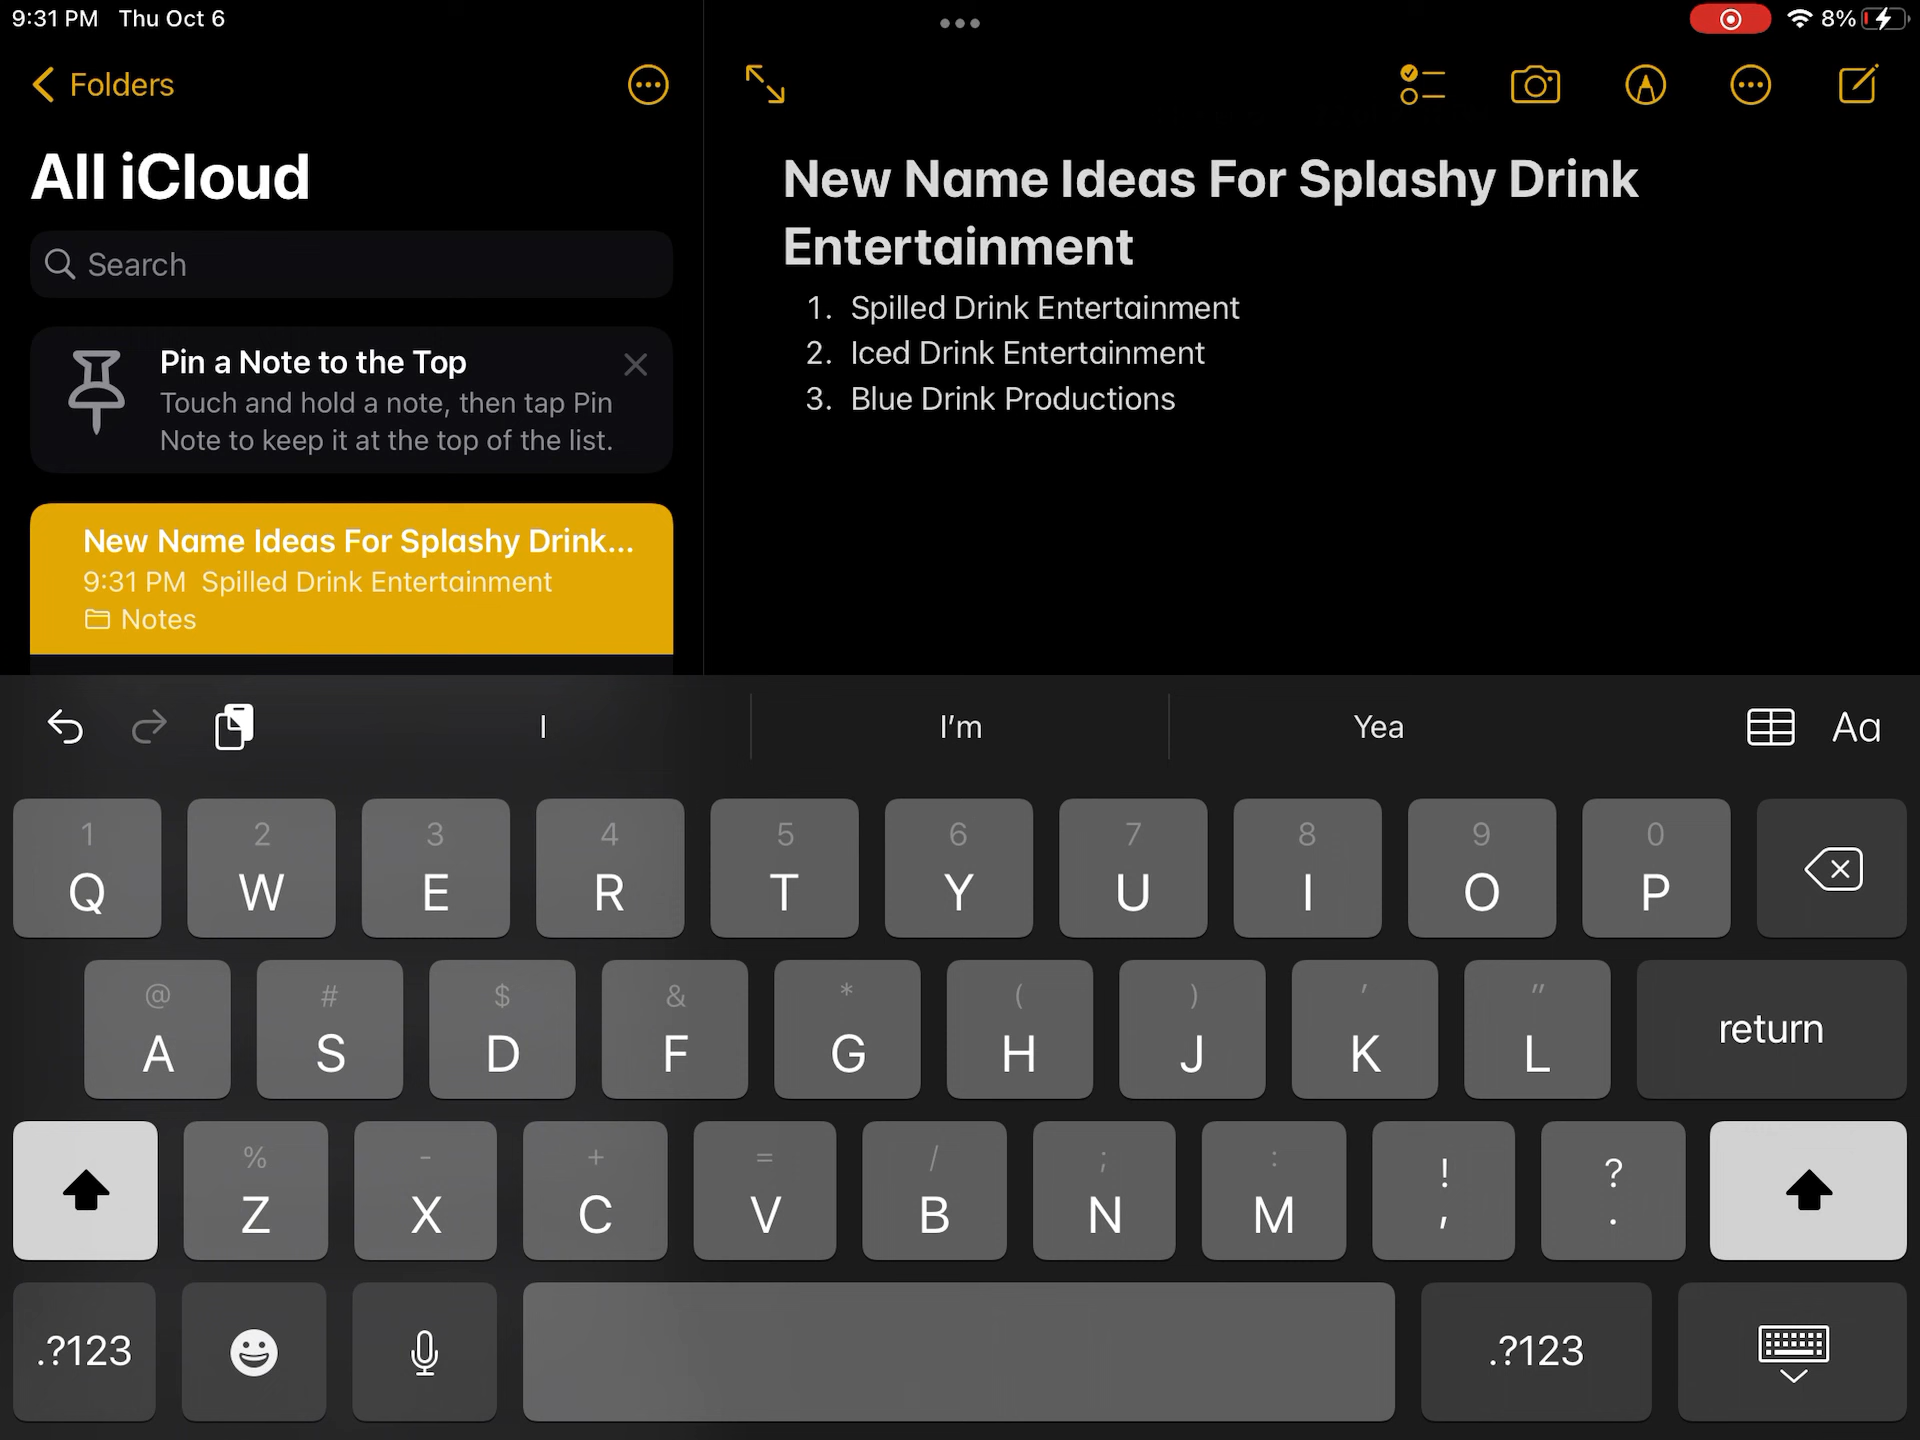 9:31 PM Thu Oct 6
8%
Folders
All iCloud
Search
Pin a Note to the Top
Touch and hold a note, then tap Pin
Note to keep it at the top of the list.
New Name Ideas For Splashy Drink...
9:31 PM Spilled Drink Entertainment
Notes
New Name Ideas For Splashy Drink
Entertainment
1. Spilled Drink Entertainment
2. Iced Drink Entertainment
3. Blue Drink Productions
I I’m Yea Aa
1 2 3 4 5 6 7 8 9 0
Q W E R T Y U I O P
@ # $ & * ( ) ' "
A S D F G H J K L return
% - + = / ; : ! ?
Z X C V B N M , .
.?123 .?123